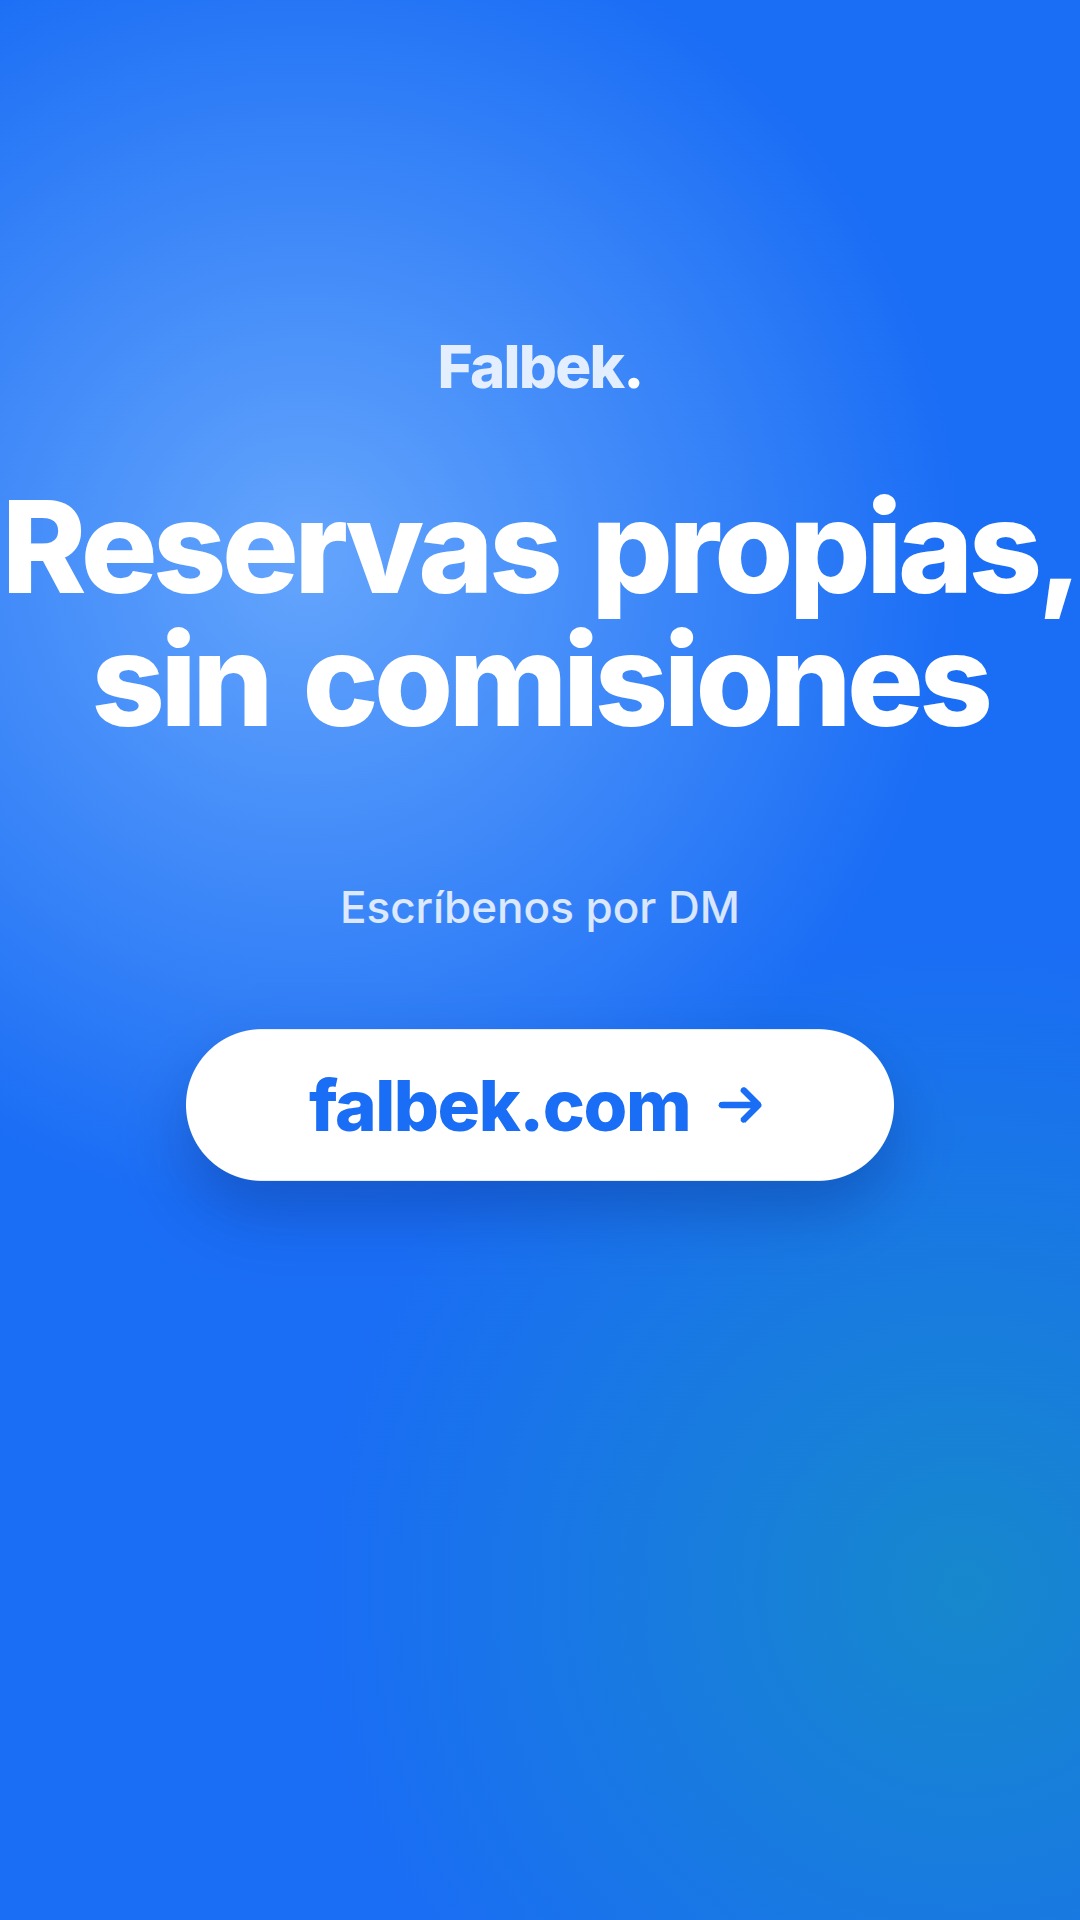 Falbek.
Reservas propias,
sin comisiones
Escríbenos por DM
falbek.com →